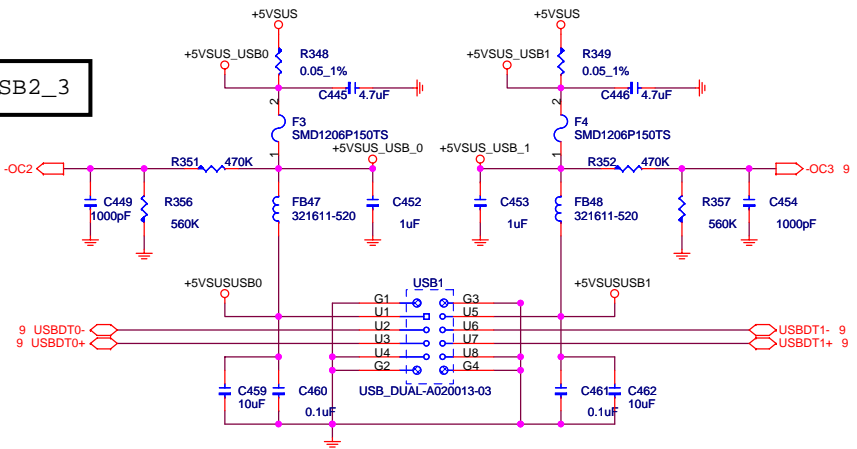 +5VSUS
+5VSUS
+5VSUS_USB0
R348
0.05_1%
+5VSUS_USB1
R349
0.05_1%
SB2_3
C445
4.7uF
C446
4.7uF
2
2
F3
SMD1206P150TS
F4
SMD1206P150TS
1
+5VSUS_USB_0
+5VSUS_USB_1
1
-OC2
R351
470K
R352
470K
-OC3 9
C449
1000pF
R356
560K
FB47
321611-520
C452
1uF
C453
1uF
FB48
321611-520
R357
560K
C454
1000pF
+5VSUSUSB0
USB1
+5VSUSUSB1
G1
G3
U1
U5
9 USBDT0-
U2
U6
USBDT1- 9
9 USBDT0+
U3
U7
USBDT1+ 9
U4
U8
G2
G4
USB_DUAL-A020013-03
C459
10uF
C460
0.1uF
C461
0.1uF
C462
10uF